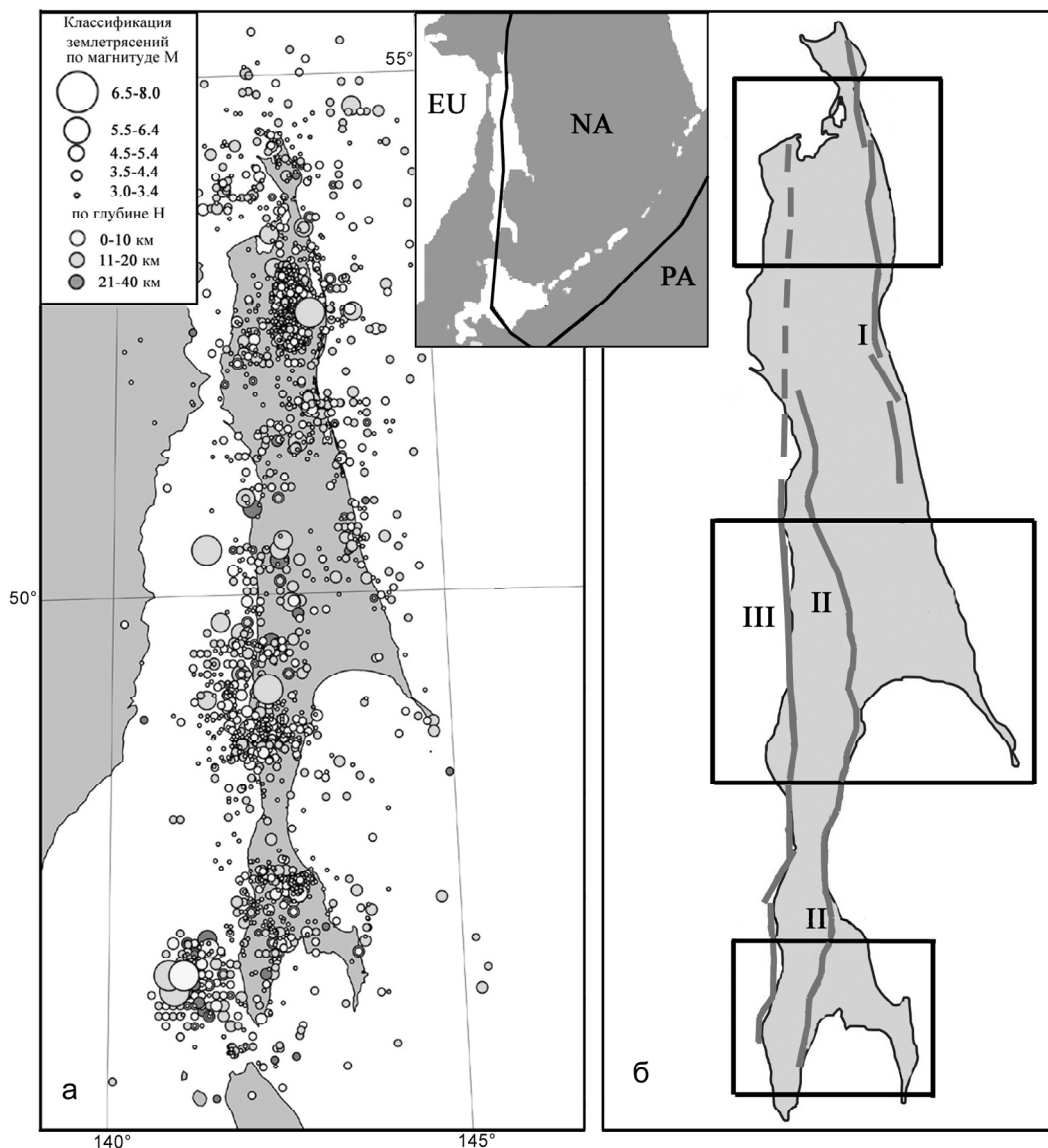 Классификация
землетрясений
по магнитуде М
6.5-8.0
5.5-6.4
4.5-5.4
3.5-4.4
3.0-3.4
по глубине Н
0-10 км
11-20 км
21-40 км
55°
50°
140°
145°
а
EU
NA
PA
I
III
II
II
б